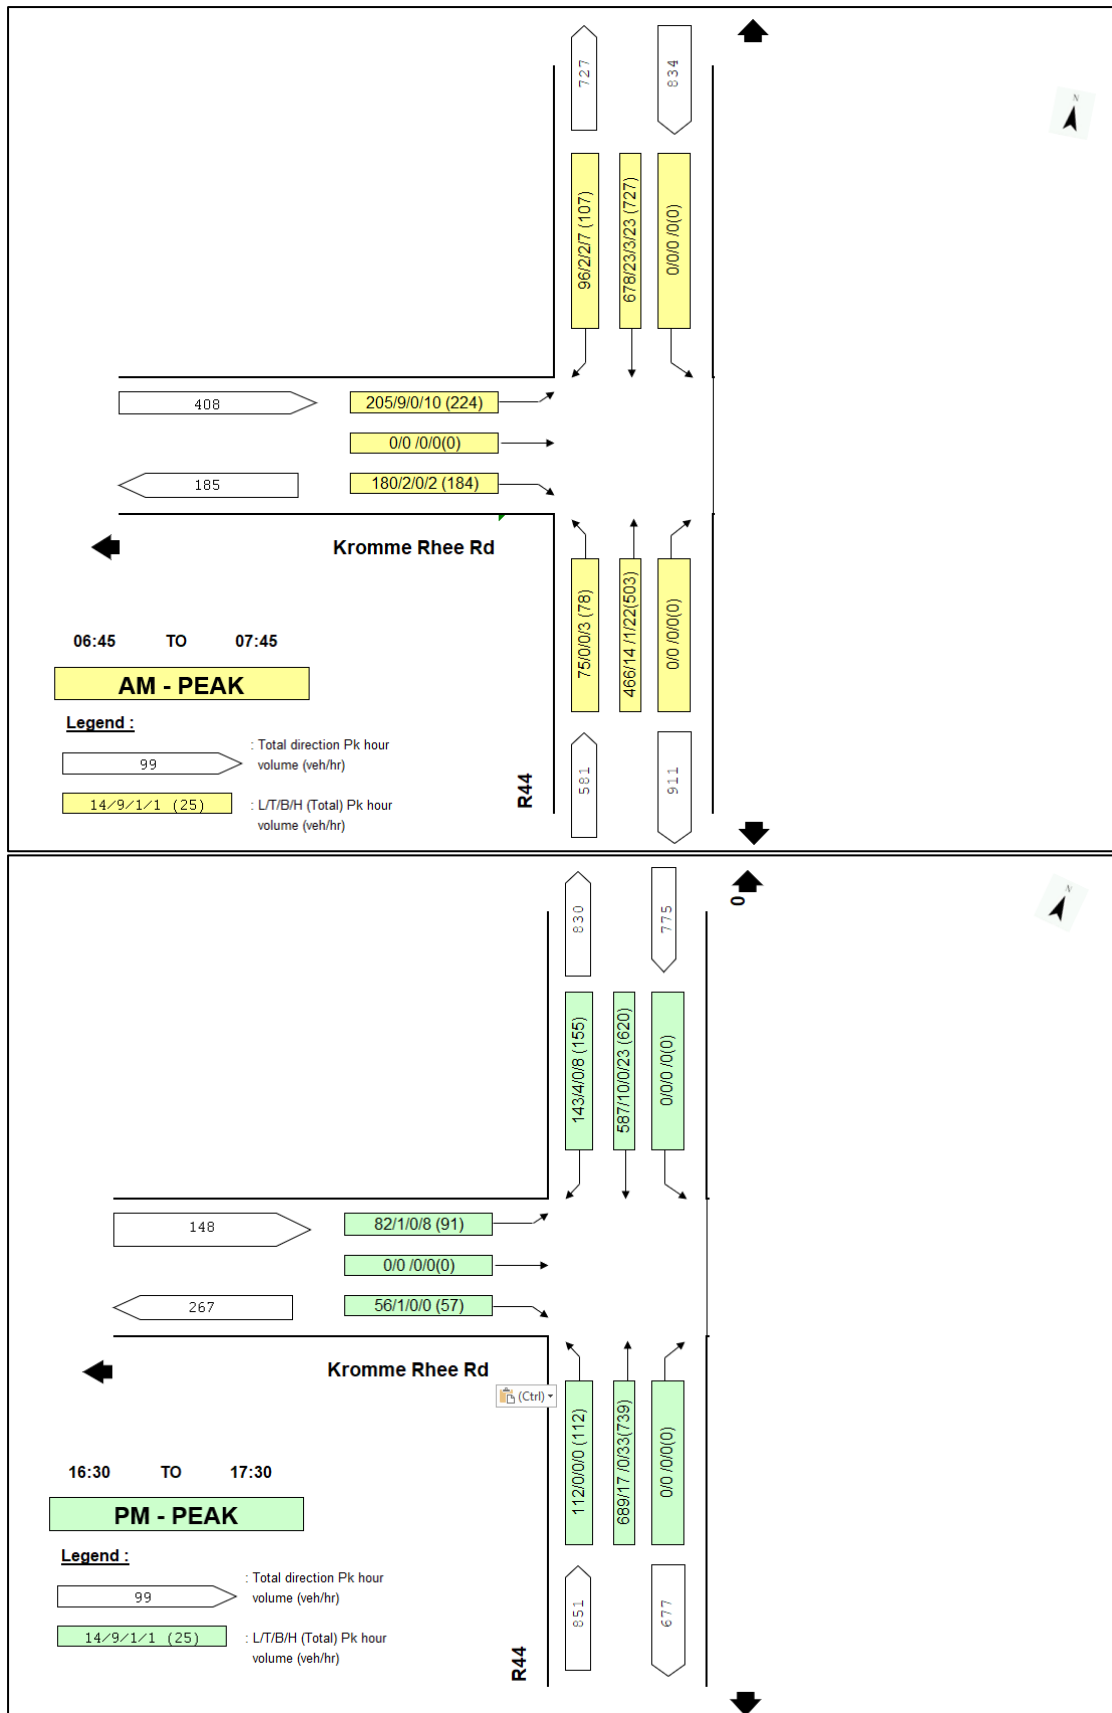 727
834
N
96/2/2/7 (107)
678/23/3/23 (727)
0/0/0 /0(0)
408
205/9/0/10 (224)
0/0 /0/0(0)
185
180/2/0/2 (184)
Kromme Rhee Rd
75/0/0/3 (78)
466/14 /1/22(503)
0/0 /0/0(0)
06:45 TO 07:45
AM - PEAK
Legend :
99
: Total direction Pk hour
volume (veh/hr)
14/9/1/1 (25)
: L/T/B/H (Total) Pk hour
volume (veh/hr)
R44
581
911
830
775
0
N
143/4/0/8 (155)
587/10/0/23 (620)
0/0/0 /0(0)
148
82/1/0/8 (91)
0/0 /0/0(0)
267
56/1/0/0 (57)
Kromme Rhee Rd
(Ctrl)
112/0/0/0 (112)
689/17 /0/33(739)
0/0 /0/0(0)
16:30 TO 17:30
PM - PEAK
Legend :
99
: Total direction Pk hour
volume (veh/hr)
14/9/1/1 (25)
: L/T/B/H (Total) Pk hour
volume (veh/hr)
R44
851
677